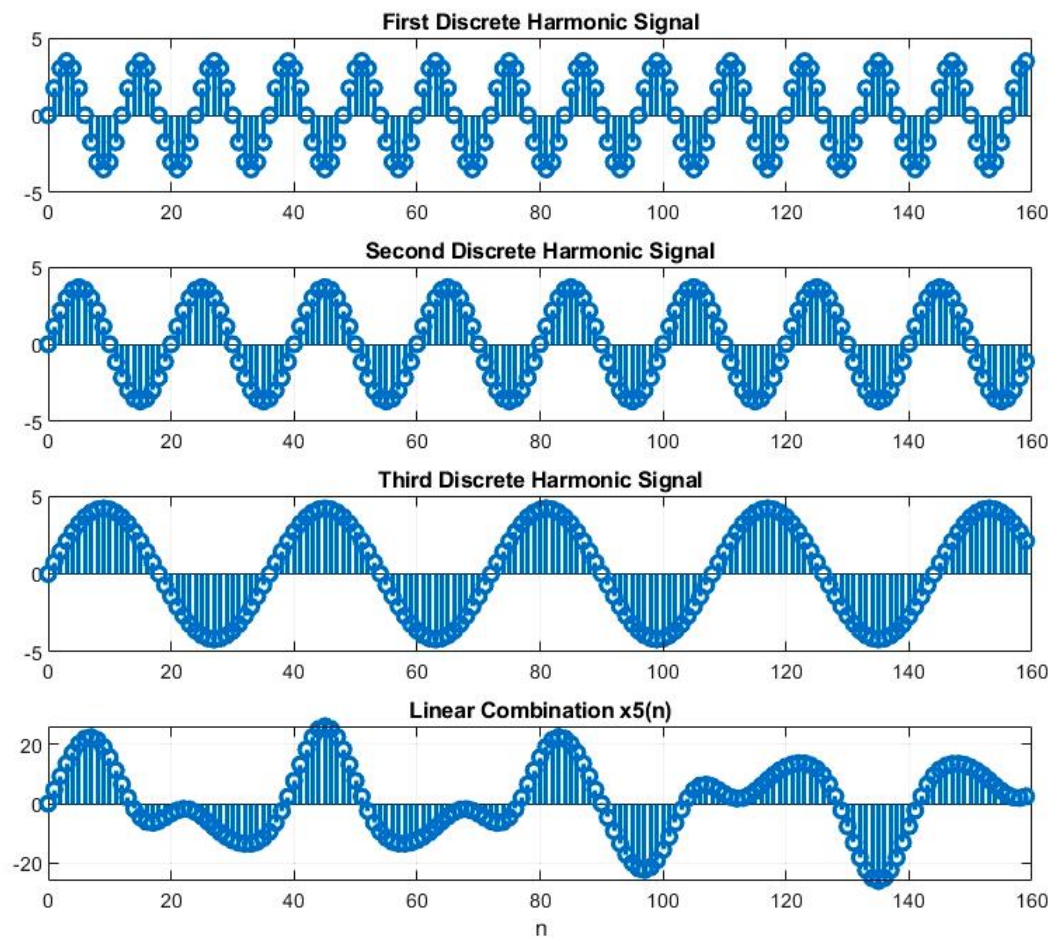 First Discrete Harmonic Signal
5
0
-5
0 20 40 60 80 100 120 140 160
Second Discrete Harmonic Signal
5
0
-5
0 20 40 60 80 100 120 140 160
Third Discrete Harmonic Signal
5
0
-5
0 20 40 60 80 100 120 140 160
Linear Combination x5(n)
20
0
-20
0 20 40 60 80 100 120 140 160
n